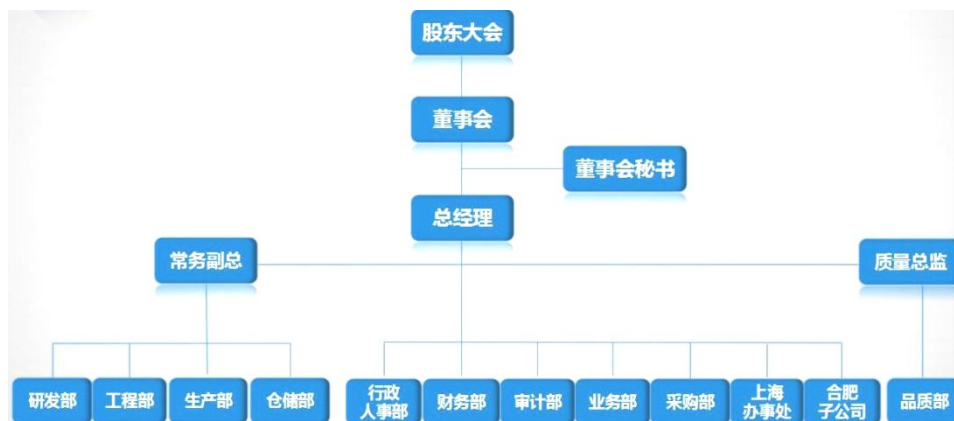 股东大会
董事会
董事会秘书
总经理
常务副总
质量总监
研发部
工程部
生产部
仓储部
行政
人事部
财务部
审计部
业务部
采购部
上海
办事处
合肥
子公司
品质部